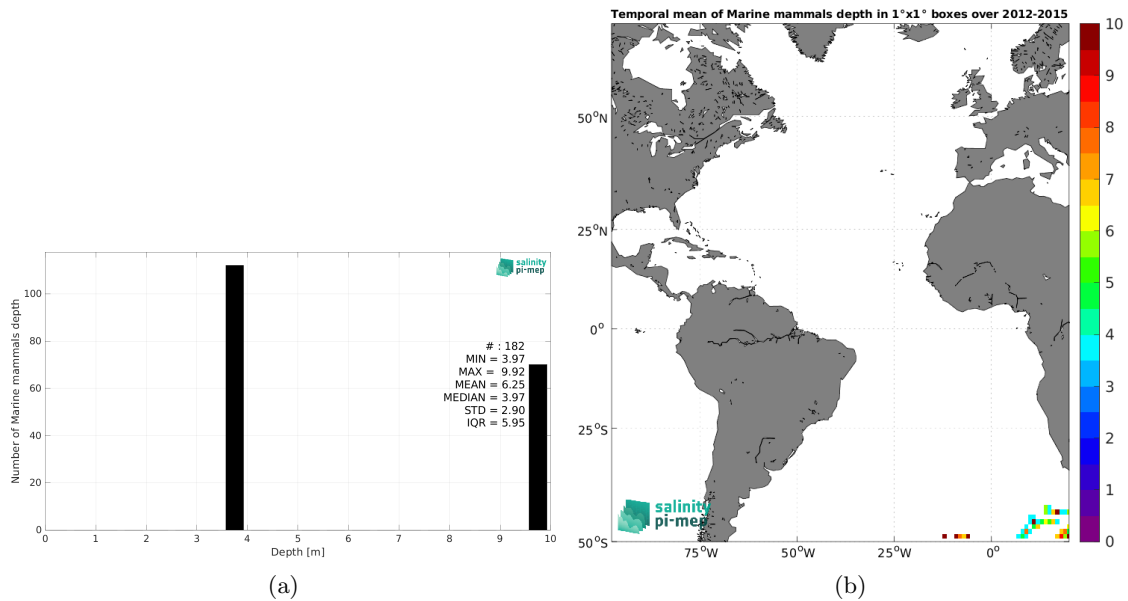 salinity
pi-mep
Number of Marine mammals depth
100
80
60
40
20
0
# : 182
MIN = 3.97
MAX = 9.92
MEAN = 6.25
MEDIAN = 3.97
STD = 2.90
IQR = 5.95
0 1 2 3 4 5 6 7 8 9 10
Depth [m]
(a)
Temporal mean of Marine mammals depth in 1°x1° boxes over 2012-2015
50°N
25°N
0°
25°S
50°S
75°W 50°W 25°W 0°
salinity
pi-mep
10
9
8
7
6
5
4
3
2
1
0
(b)